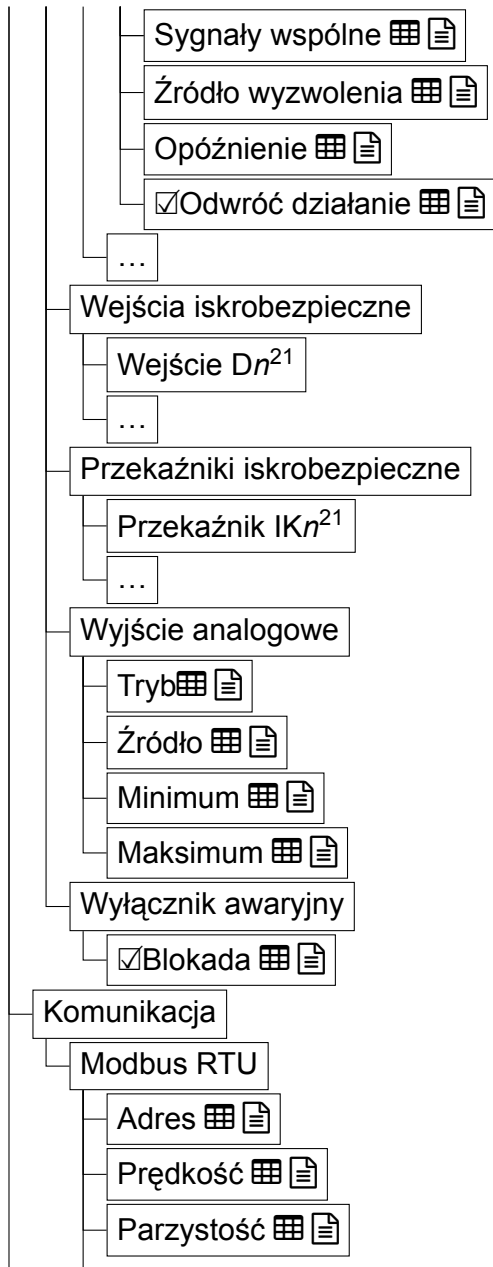 Sygnały wspólne
Źródło wyzwolenia
Opóźnienie
☑Odwróć działanie
…
Wejścia iskrobezpieczne
Wejście Dn²¹
…
Przekaźniki iskrobezpieczne
Przekaźnik IKn²¹
…
Wyjście analogowe
Tryb
Źródło
Minimum
Maksimum
Wyłącznik awaryjny
☑Blokada
Komunikacja
Modbus RTU
Adres
Prędkość
Parzystość